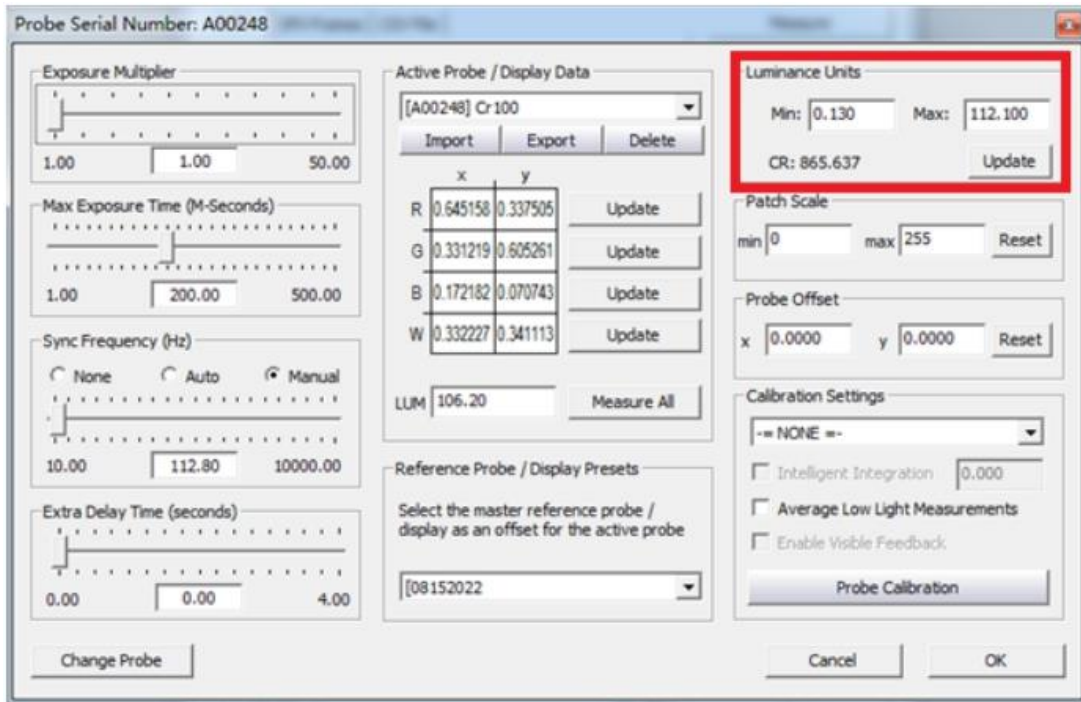 Probe Serial Number: A00248
Measure
Exposure Multiplier
1.00 1.00 50.00
Max Exposure Time (M-Seconds)
1.00 200.00 500.00
Sync Frequency (Hz)
None Auto Manual
10.00 112.80 10000.00
Extra Delay Time (seconds)
0.00 0.00 4.00
Change Probe
Active Probe / Display Data
[A00248] Cr100
Import Export Delete
x y
R 0.645158 0.337505 Update
G 0.331219 0.605261 Update
B 0.172182 0.070743 Update
W 0.332227 0.341113 Update
LUM 106.20 Measure All
Reference Probe / Display Presets
Select the master reference probe /
display as an offset for the active probe
[08152022
Luminance Units
Min: 0.130 Max: 112.100
CR: 865.637 Update
Patch Scale
min 0 max 255 Reset
Probe Offset
x 0.0000 y 0.0000 Reset
Calibration Settings
-= NONE =-
Intelligent Integration 0.000
Average Low Light Measurements
Enable Visible Feedback
Probe Calibration
Cancel OK